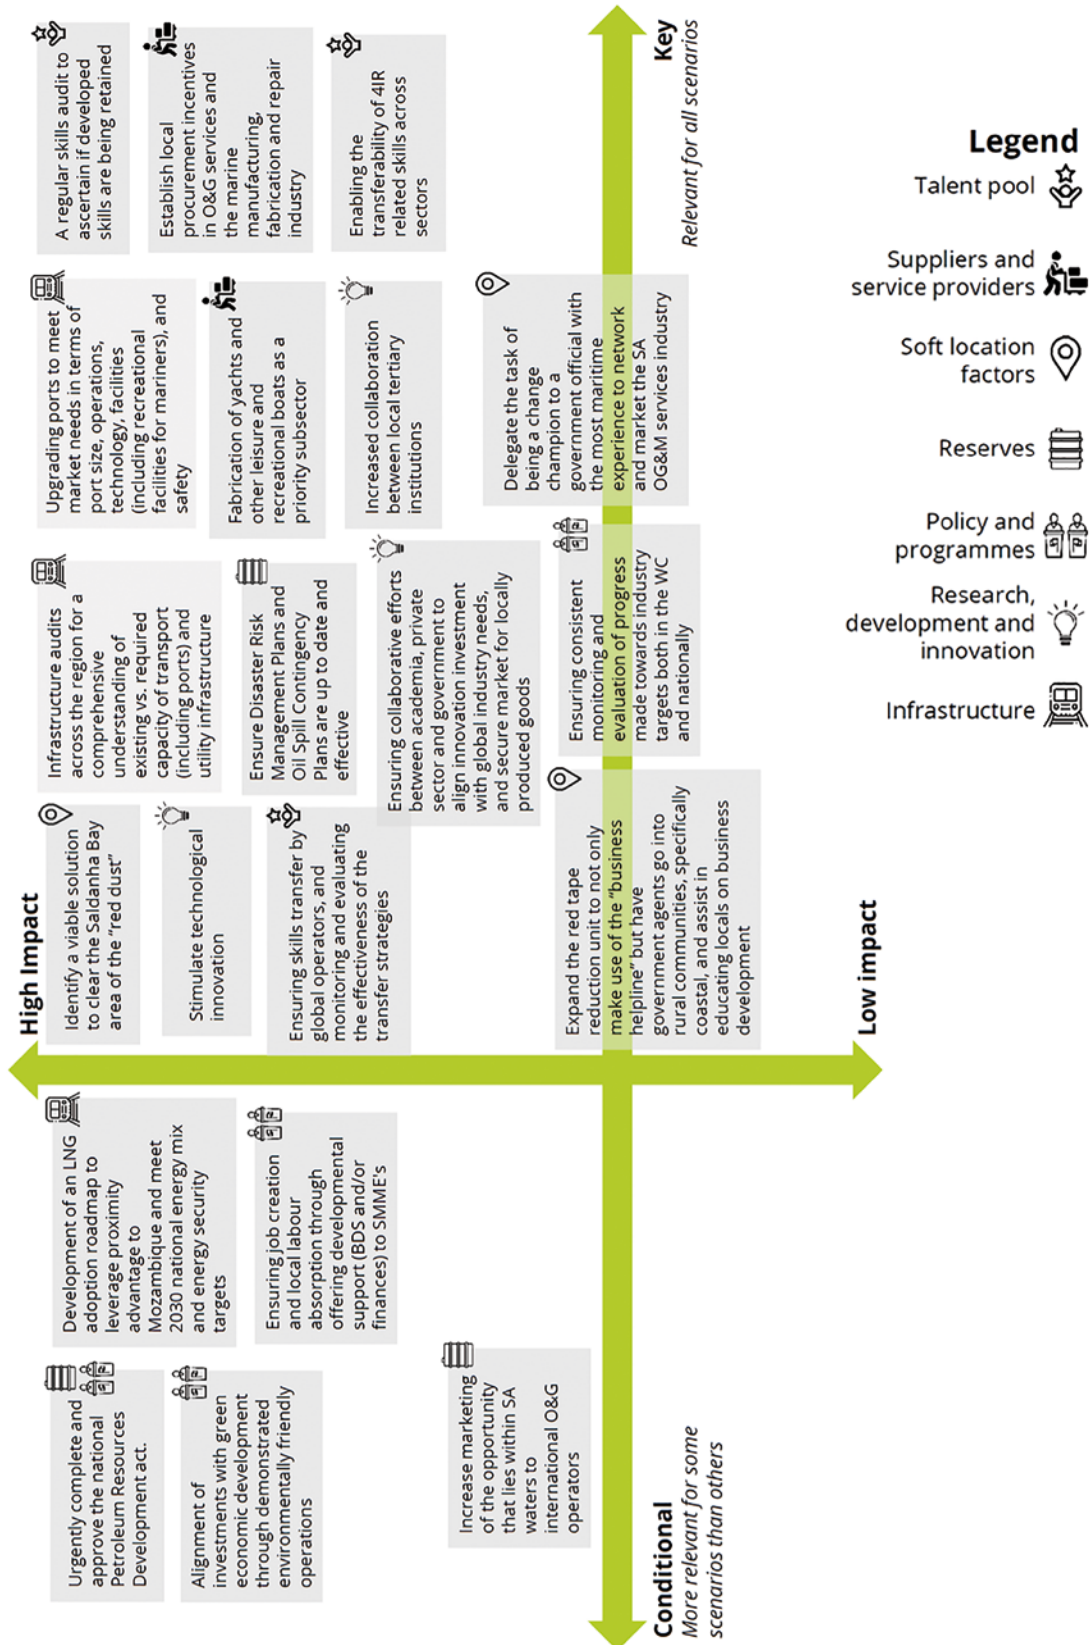 High Impact
Urgently complete and
approve the national
Petroleum Resources
Development act.
Alignment of
investments with green
economic development
through demonstrated
environmentally friendly
operations
Development of an LNG
adoption roadmap to
leverage proximity
advantage to
Mozambique and meet
2030 national energy mix
and energy security
targets
Ensuring job creation
and local labour
absorption through
offering developmental
support (BDS and/or
finances) to SMME's
Increase marketing
of the opportunity
that lies within SA
waters to
international O&G
operators
Identify a viable solution
to clear the Saldanha Bay
area of the "red dust"
Stimulate technological
innovation
Ensuring skills transfer by
global operators, and
monitoring and evaluating
the effectiveness of the
transfer strategies
Expand the red tape
reduction unit to not only
make use of the "business
helpline" but have
government agents go into
rural communities, specifically
coastal, and assist in
educating locals on business
development
Infrastructure audits
across the region for a
comprehensive
understanding of
existing vs. required
capacity of transport
(including ports) and
utility infrastructure
Ensure Disaster Risk
Management Plans and
Oil Spill Contingency
Plans are up to date and
effective
Ensuring collaborative efforts
between academia, private
sector and government to
align innovation investment
with global industry needs,
and secure market for locally
produced goods
Ensuring consistent
monitoring and
evaluation of progress
made towards industry
targets both in the WC
and nationally
Upgrading ports to meet
market needs in terms of
port size, operations,
technology, facilities
(including recreational
facilities for mariners), and
safety
Fabrication of yachts and
other leisure and
recreational boats as a
priority subsector
Increased collaboration
between local tertiary
institutions
Delegate the task of
being a change
champion to a
government official with
the most maritime
experience to network
and market the SA
OG&M services industry
A regular skills audit to
ascertain if developed
skills are being retained
Establish local
procurement incentives
in O&G services and
the marine
manufacturing,
fabrication and repair
industry
Enabling the
transferability of 4IR
related skills across
sectors
Conditional
More relevant for some
scenarios than others
Key
Relevant for all scenarios
Low impact
Legend
Talent pool
Suppliers and
service providers
Soft location
factors
Reserves
Policy and
programmes
Research,
development and
innovation
Infrastructure